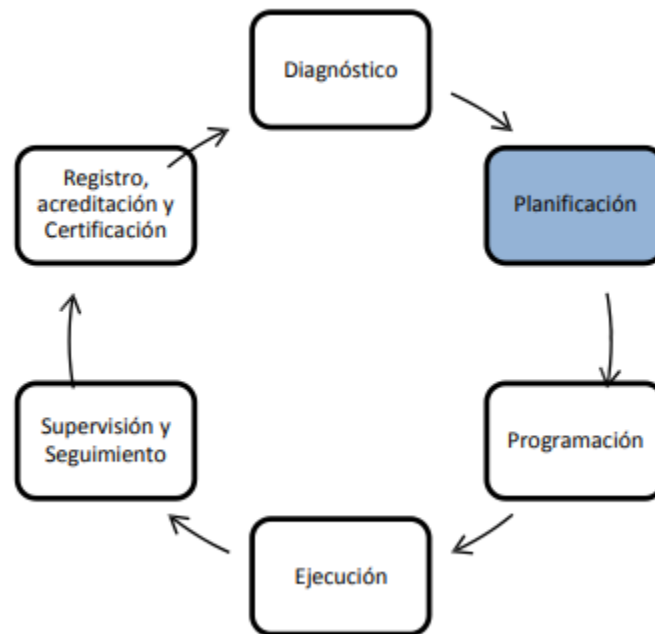 Diagnóstico
Planificación
Programación
Ejecución
Supervisión y
Seguimiento
Registro,
acreditación y
Certificación